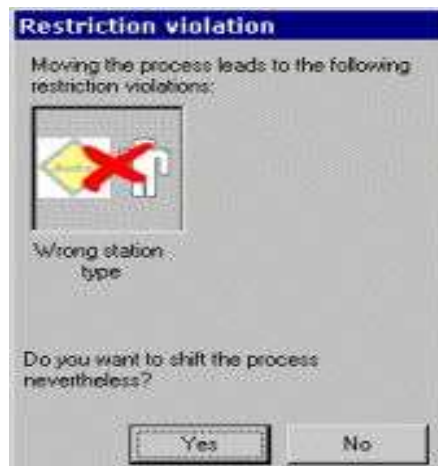 Restriction violation
Moving the process leads to the following
restriction violations:
Wrong station
type
Do you want to shift the process
nevertheless?
Yes
No